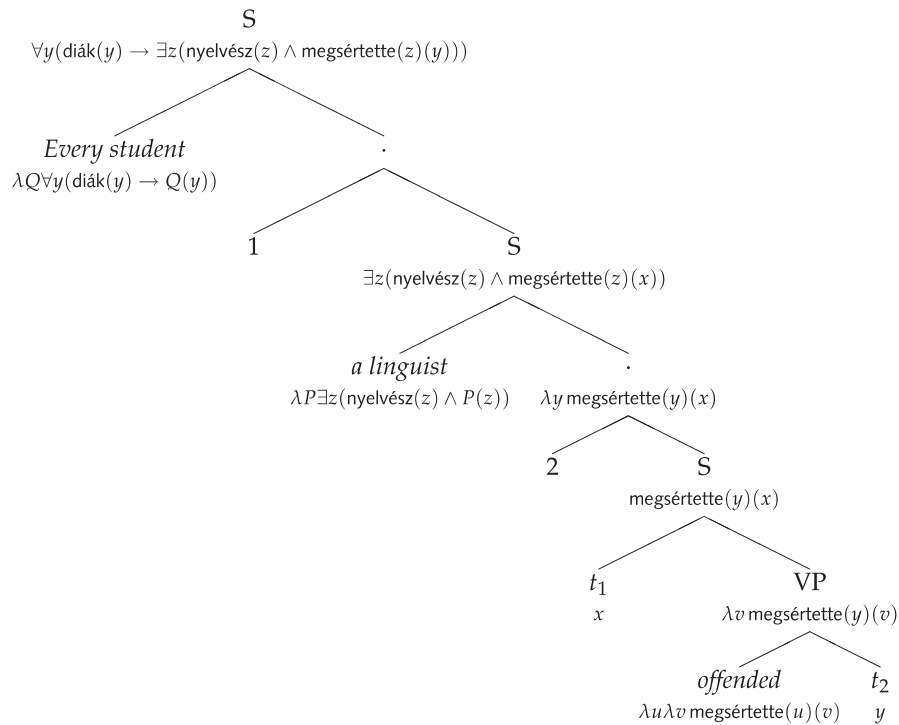 S
∀y(diák(y) → ∃z(nyelvész(z) ∧ megsértette(z)(y)))
Every student
.
λQ∀y(diák(y) → Q(y))
1
S
∃z(nyelvész(z) ∧ megsértette(z)(x))
a linguist
.
λP∃z(nyelvész(z) ∧ P(z))
λy megsértette(y)(x)
2
S
megsértette(y)(x)
t₁
VP
x
λv megsértette(y)(v)
offended
t₂
λuλv megsértette(u)(v)
y